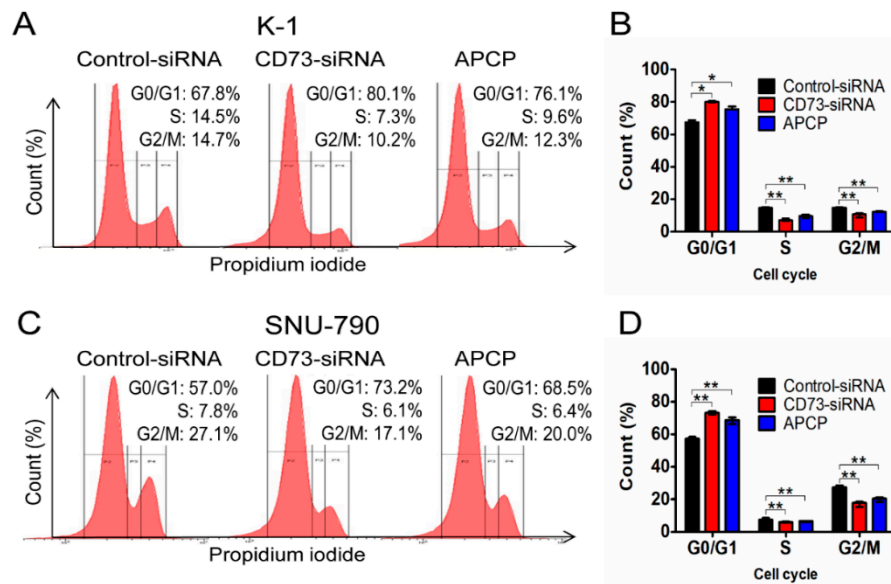 A
K-1
Control-siRNA
CD73-siRNA
APCP
G0/G1: 67.8%
S: 14.5%
G2/M: 14.7%
G0/G1: 80.1%
S: 7.3%
G2/M: 10.2%
G0/G1: 76.1%
S: 9.6%
G2/M: 12.3%
Count (%)
Propidium iodide
B
Control-siRNA
CD73-siRNA
APCP
Count (%)
100
80
60
40
20
0
* *
** **
** **
G0/G1 S G2/M
Cell cycle
C
SNU-790
Control-siRNA
CD73-siRNA
APCP
G0/G1: 57.0%
S: 7.8%
G2/M: 27.1%
G0/G1: 73.2%
S: 6.1%
G2/M: 17.1%
G0/G1: 68.5%
S: 6.4%
G2/M: 20.0%
Count (%)
Propidium iodide
D
Control-siRNA
CD73-siRNA
APCP
Count (%)
100
80
60
40
20
0
** **
** **
** **
G0/G1 S G2/M
Cell cycle